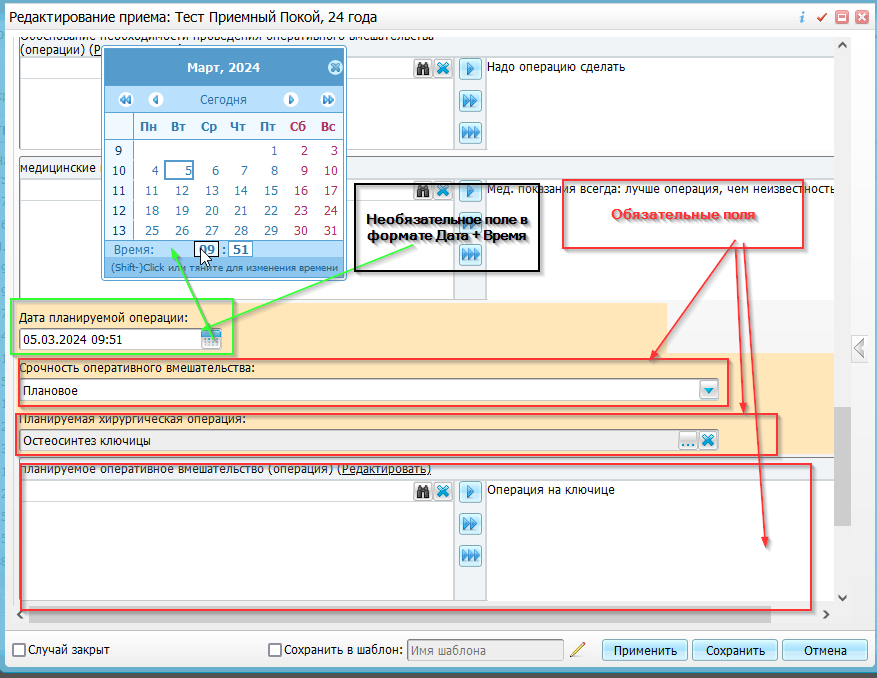 Редактирование приема: Тест Приемный Покой, 24 года
Обоснование необходимости проведения оперативного вмешательства
(операции)
Надо операцию сделать
Март, 2024
Сегодня
Пн Вт Ср Чт Пт Сб Вс
9 1 2 3
10 4 5 6 7 8 9 10
11 11 12 13 14 15 16 17
12 18 19 20 21 22 23 24
13 25 26 27 28 29 30 31
Время: 09 : 51
(Shift-)Click или тяните для изменения времени
медицинские
Мед. показания всегда: лучше операция, чем неизвестность
Необязательное поле в
формате Дата + Время
Обязательные поля
Дата планируемой операции:
05.03.2024 09:51
Срочность оперативного вмешательства:
Плановое
Планируемая хирургическая операция:
Остеосинтез ключицы
...
планируемое оперативное вмешательство (операция) (Редактировать)
Операция на ключице
Случай закрыт
Сохранить в шаблон:
Имя шаблона
Применить
Сохранить
Отмена